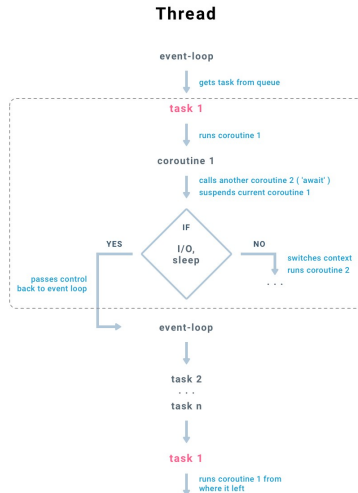 Thread
event-loop
gets task from queue
task 1
runs coroutine 1
coroutine 1
calls another coroutine 2 ( 'await' )
suspends current coroutine 1
IF
YES
I/O,
sleep
NO
switches context
runs coroutine 2
. . .
passes control
back to event loop
event-loop
task 2
. . .
task n
task 1
runs coroutine 1 from
where it left